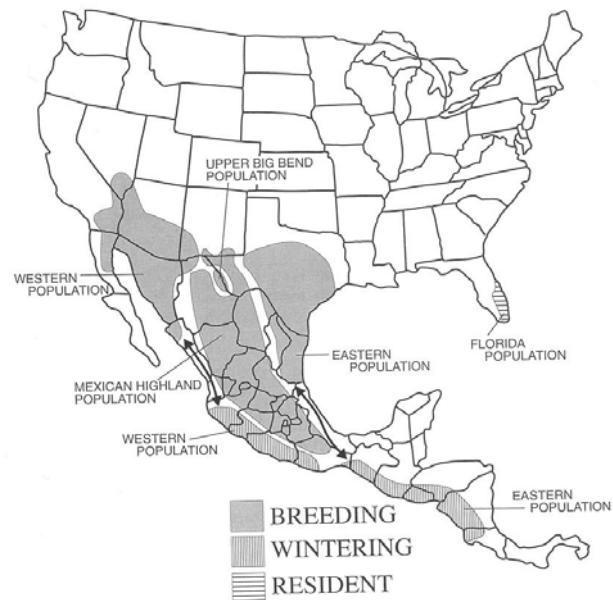 UPPER BIG BEND
POPULATION
WESTERN
POPULATION
FLORIDA
POPULATION
EASTERN
POPULATION
MEXICAN HIGHLAND
POPULATION
WESTERN
POPULATION
EASTERN
POPULATION
BREEDING
WINTERING
RESIDENT